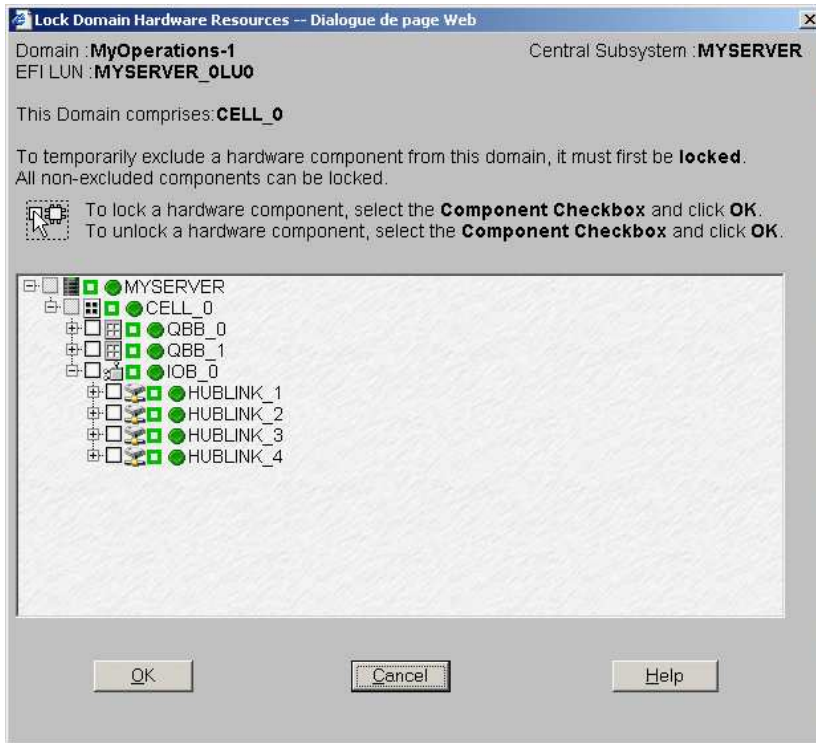 Lock Domain Hardware Resources -- Dialogue de page Web
Domain :MyOperations-1 Central Subsystem :MYSERVER
EFI LUN :MYSERVER_0LU0
This Domain comprises:CELL_0
To temporarily exclude a hardware component from this domain, it must first be locked.
All non-excluded components can be locked.
To lock a hardware component, select the Component Checkbox and click OK.
To unlock a hardware component, select the Component Checkbox and click OK.
MYSERVER
CELL_0
QBB_0
QBB_1
IOB_0
HUBLINK_1
HUBLINK_2
HUBLINK_3
HUBLINK_4
OK Cancel Help